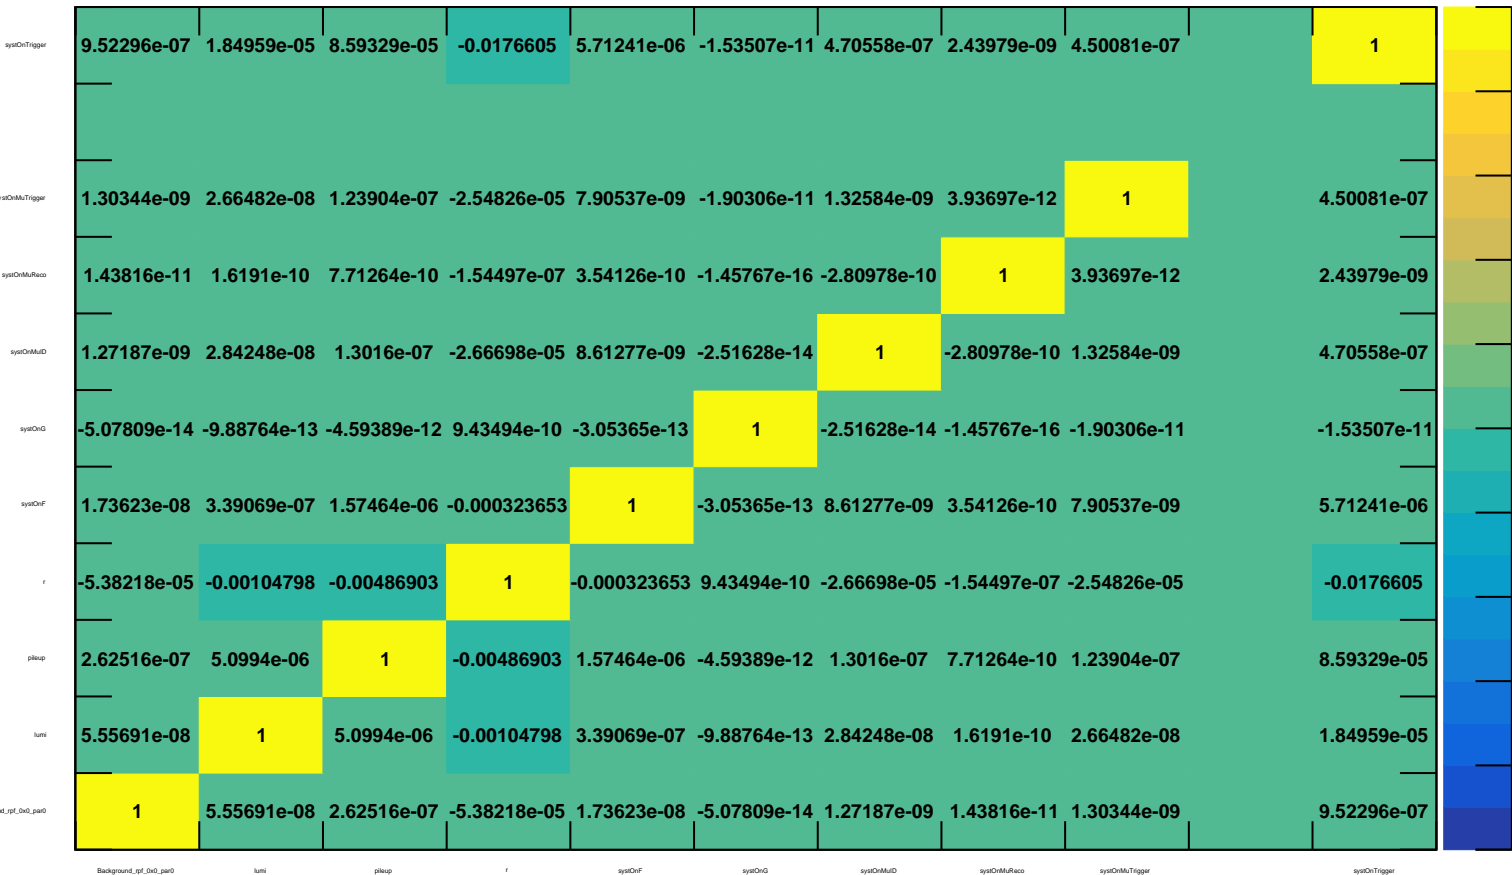 systOnTrigger 9.52296e-07 1.84959e-05 8.59329e-05 -0.0176605 5.71241e-06 -1.53507e-11 4.70558e-07 2.43979e-09 4.50081e-07 1
stOnMuTrigger 1.30344e-09 2.66482e-08 1.23904e-07 -2.54826e-05 7.90537e-09 -1.90306e-11 1.32584e-09 3.93697e-12 1 4.50081e-07
systOnMuReco 1.43816e-11 1.6191e-10 7.71264e-10 -1.54497e-07 3.54126e-10 -1.45767e-16 -2.80978e-10 1 3.93697e-12 2.43979e-09
systOnMuID 1.27187e-09 2.84248e-08 1.3016e-07 -2.66698e-05 8.61277e-09 -2.51628e-14 1 -2.80978e-10 1.32584e-09 4.70558e-07
systOnG -5.07809e-14 -9.88764e-13 -4.59389e-12 9.43494e-10 -3.05365e-13 1 -2.51628e-14 -1.45767e-16 -1.90306e-11 -1.53507e-11
systOnF 1.73623e-08 3.39069e-07 1.57464e-06 -0.000323653 1 -3.05365e-13 8.61277e-09 3.54126e-10 7.90537e-09 5.71241e-06
r -5.38218e-05 -0.00104798 -0.00486903 1 -0.000323653 9.43494e-10 -2.66698e-05 -1.54497e-07 -2.54826e-05 -0.0176605
pileup 2.62516e-07 5.0994e-06 1 -0.00486903 1.57464e-06 -4.59389e-12 1.3016e-07 7.71264e-10 1.23904e-07 8.59329e-05
lumi 5.55691e-08 1 5.0994e-06 -0.00104798 3.39069e-07 -9.88764e-13 2.84248e-08 1.6191e-10 2.66482e-08 1.84959e-05
d_rpf_0x0_par0 1 5.55691e-08 2.62516e-07 -5.38218e-05 1.73623e-08 -5.07809e-14 1.27187e-09 1.43816e-11 1.30344e-09 9.52296e-07
Background_rpf_0x0_par0 lumi pileup r systOnF systOnG systOnMuID systOnMuReco systOnMuTrigger systOnTrigger